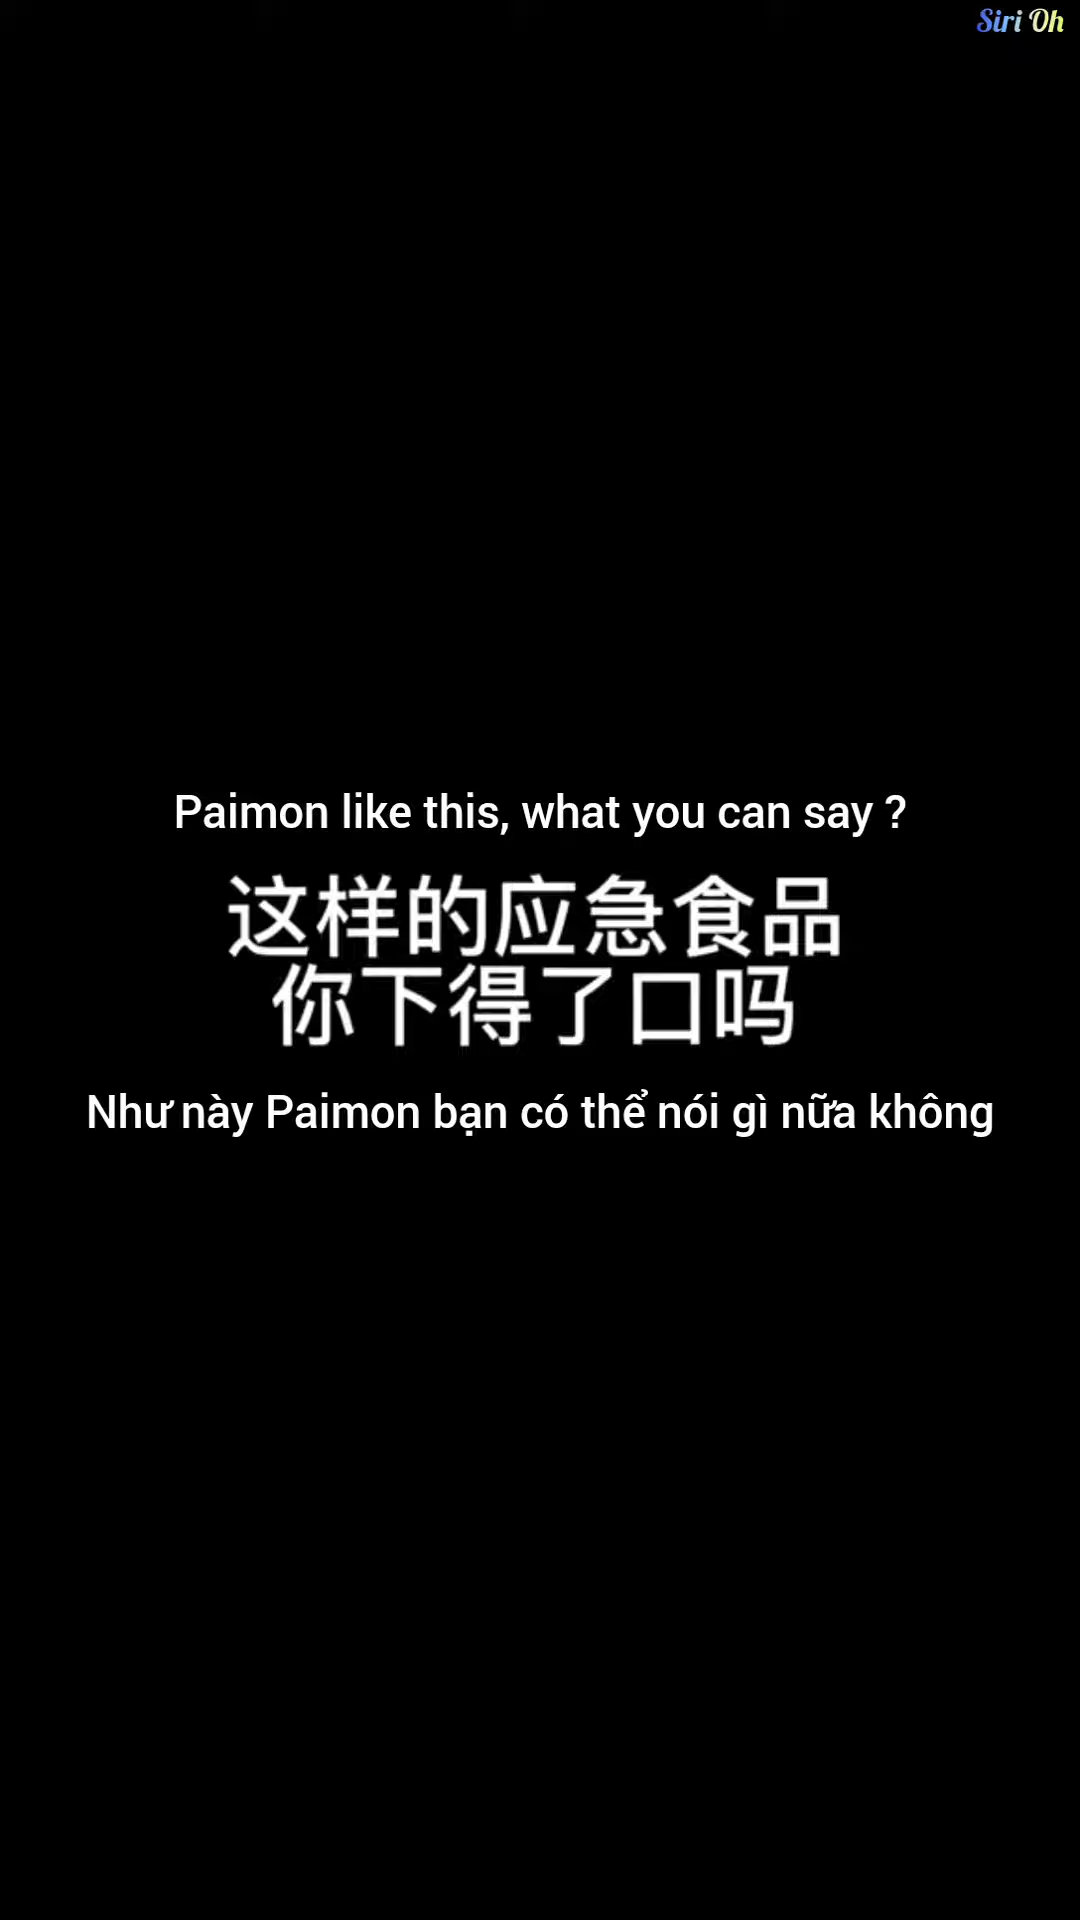 Siri Oh
Paimon like this, what you can say ?
这样的应急食品
你下得了口吗
Như này Paimon bạn có thể nói gì nữa không